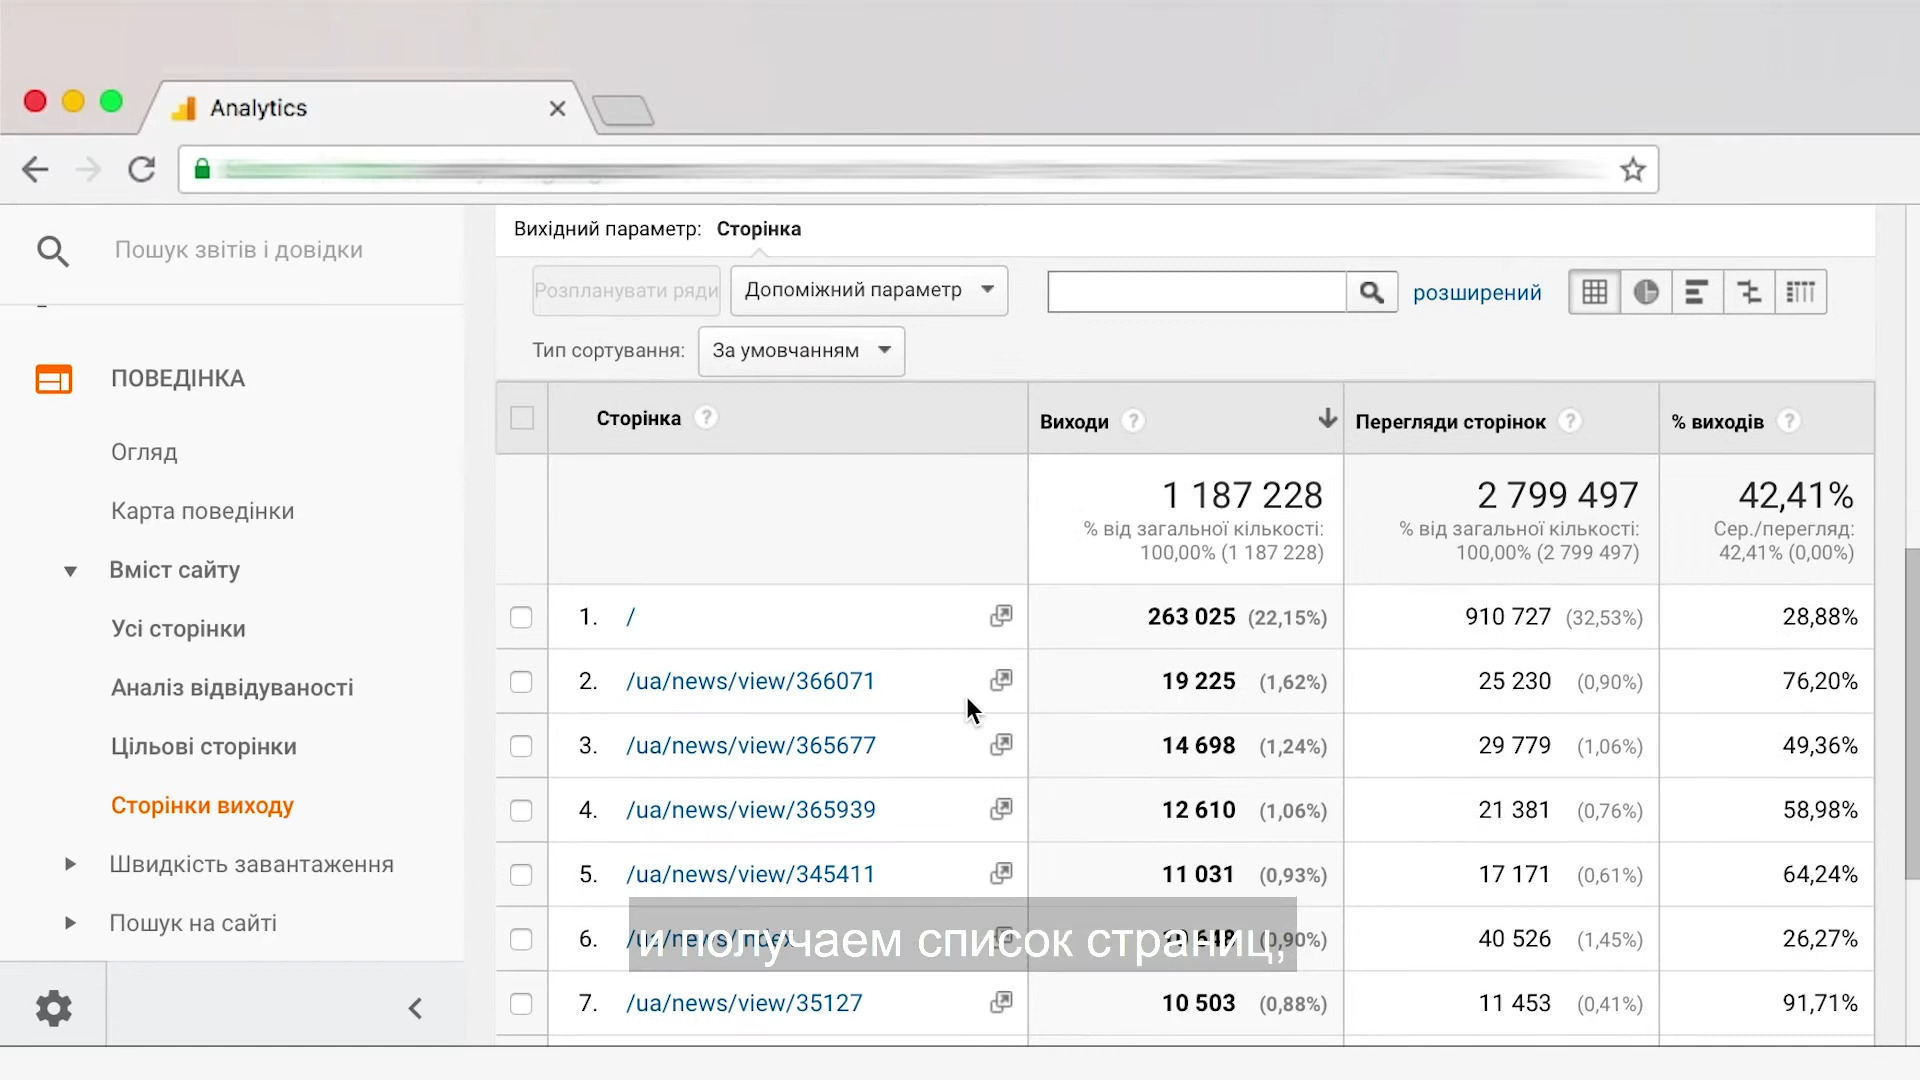 Analytics
Пошук звітів і довідки
ПОВЕДІНКА
Огляд
Карта поведінки
Вміст сайту
Усі сторінки
Аналіз відвідуваності
Цільові сторінки
Сторінки виходу
Швидкість завантаження
Пошук на сайті
Вихідний параметр: Сторінка
Розпланувати ряди Допоміжний параметр розширений
Тип сортування: За умовчанням
Сторінка ? Виходи ? Перегляди сторінок ? % виходів ?
1 187 228 2 799 497 42,41%
% від загальної кількості: % від загальної кількості: Сер./перегляд:
100,00% (1 187 228) 100,00% (2 799 497) 42,41% (0,00%)
1. / 263 025 (22,15%) 910 727 (32,53%) 28,88%
2. /ua/news/view/366071 19 225 (1,62%) 25 230 (0,90%) 76,20%
3. /ua/news/view/365677 14 698 (1,24%) 29 779 (1,06%) 49,36%
4. /ua/news/view/365939 12 610 (1,06%) 21 381 (0,76%) 58,98%
5. /ua/news/view/345411 11 031 (0,93%) 17 171 (0,61%) 64,24%
6. /ua/news/index 0,90%) 40 526 (1,45%) 26,27%
и получаем список страниц,
7. /ua/news/view/35127 10 503 (0,88%) 11 453 (0,41%) 91,71%